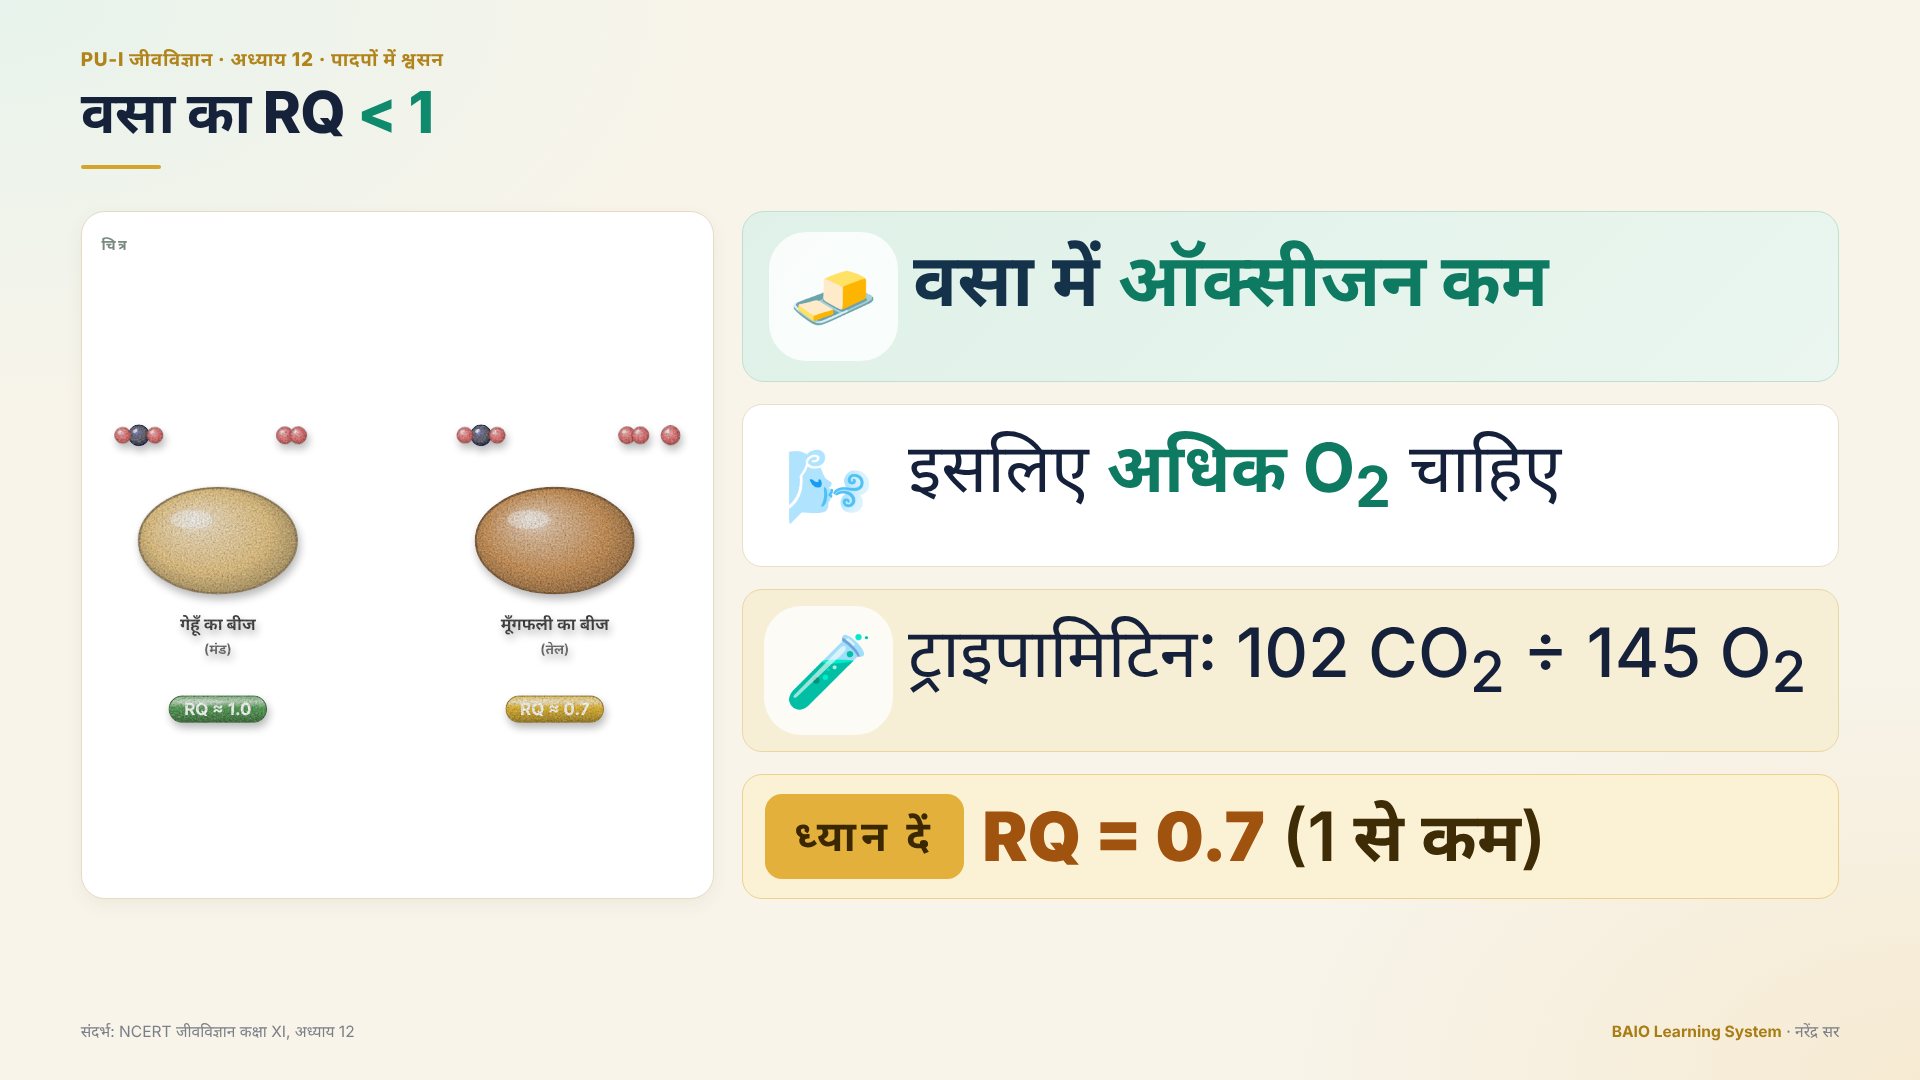 PU-I जीवविज्ञान · अध्याय 12 · पादपों में श्वसन
वसा का RQ < 1
चित्र
गेहूँ का बीज
(मंड)
RQ ≈ 1.0
मूँगफली का बीज
(तेल)
RQ ≈ 0.7
वसा में ऑक्सीजन कम
इसलिए अधिक O₂ चाहिए
ट्राइपामिटिन: 102 CO₂ ÷ 145 O₂
ध्यान दें RQ = 0.7 (1 से कम)
संदर्भ: NCERT जीवविज्ञान कक्षा XI, अध्याय 12
BAIO Learning System · नरेंद्र सर